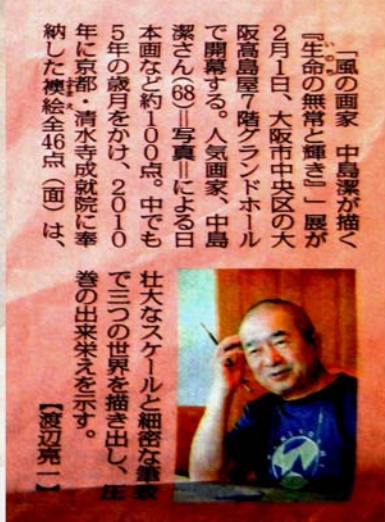 「風の画家 中島潔が描く
『生命の無常と輝き』」展が
いのち
2月1日、大阪市中央区の大
阪高島屋7階グランドホール
で開幕する。人気画家、中島
潔さん(68)=写真=による日
本画など約100点。中でも
5年の歳月をかけ、2010
年に京都・清水寺成就院に奉
納した襖絵全46点(面)は、
ふすまえ
壮大なスケールと細密な筆致
で三つの世界を描き出し、圧
巻の出来栄えを示す。
【渡辺亮一】